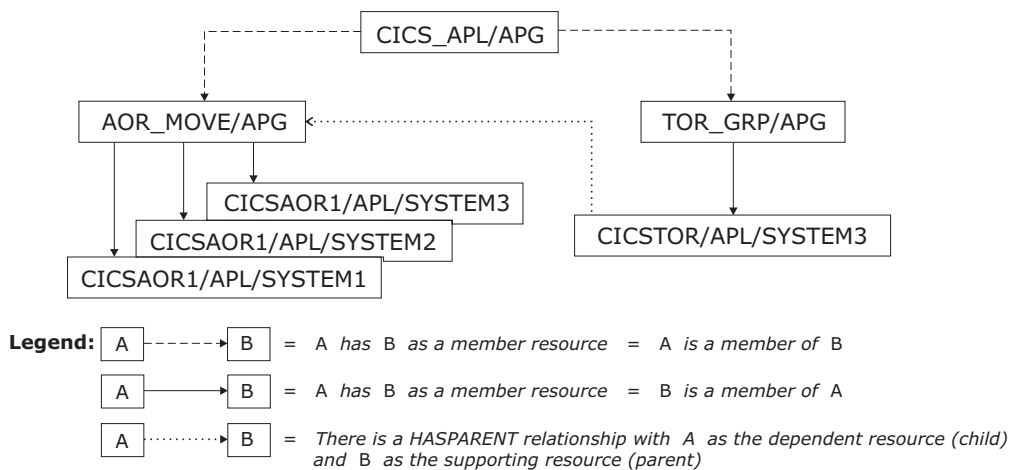 CICS_APL/APG
AOR_MOVE/APG
TOR_GRP/APG
CICSAOR1/APL/SYSTEM3
CICSAOR1/APL/SYSTEM2
CICSAOR1/APL/SYSTEM1
CICSTOR/APL/SYSTEM3
Legend: A B = A has B as a member resource = A is a member of B
A B = A has B as a member resource = B is a member of A
A B = There is a HASPARENT relationship with A as the dependent resource (child)
and B as the supporting resource (parent)